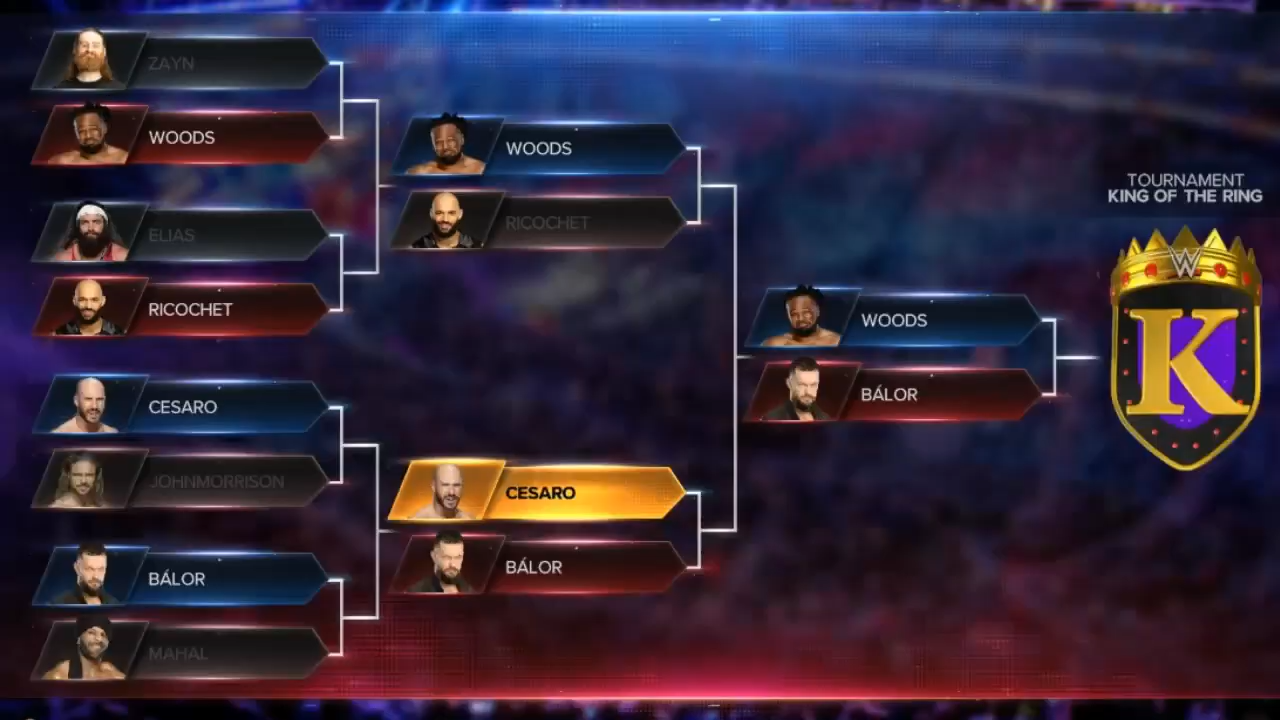 ZAYN
WOODS
ELIAS
RICOCHET
CESARO
JOHNMORRISON
BÁLOR
MAHAL
WOODS
RICOCHET
CESARO
BÁLOR
WOODS
BÁLOR
TOURNAMENT
KING OF THE RING
W
K